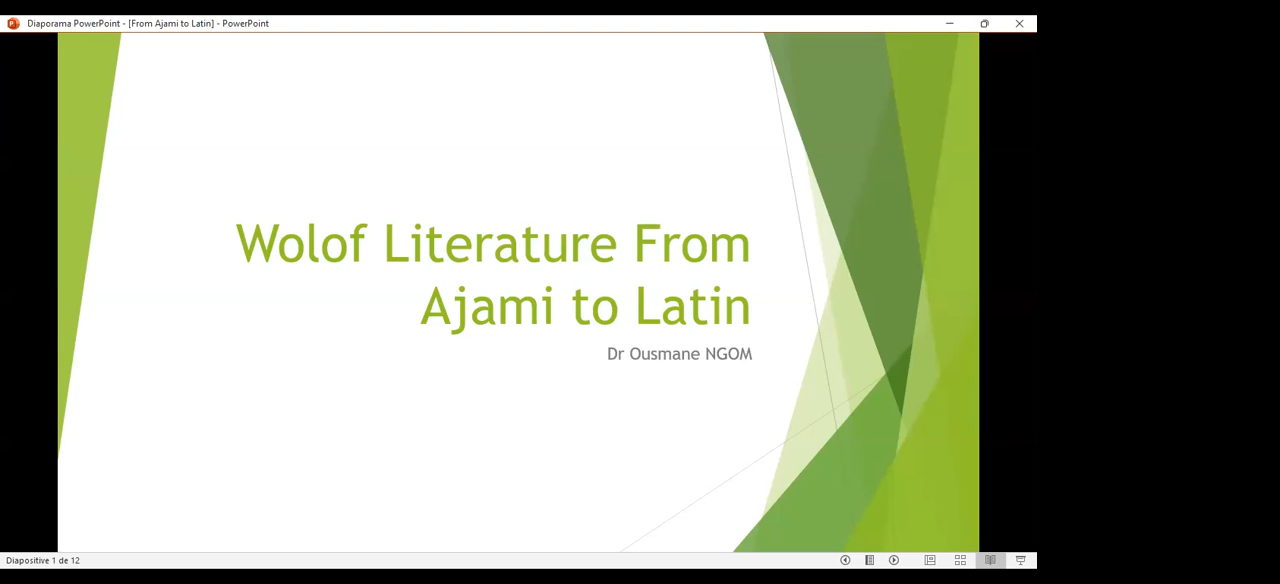 Diaporama PowerPoint - [From Ajami to Latin] - PowerPoint
Wolof Literature From
Ajami to Latin
Dr Ousmane NGOM
Diapositive 1 de 12